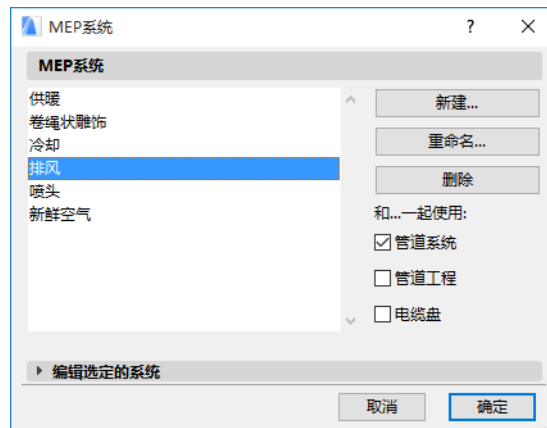 MEP系统
?
MEP系统
供暖
卷绳状雕饰
冷却
排风
喷头
新鲜空气
新建...
重命名...
删除
和...一起使用:
管道系统
管道工程
电缆盘
编辑选定的系统
取消
确定